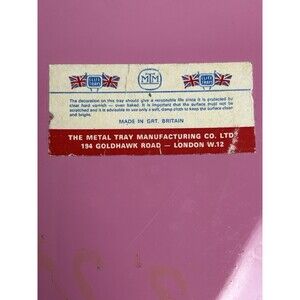 MTM
The decoration on this tray should give a reasonable life since it is protected by
clear hard varnish — oven baked. It is important that the surface must not be
scratched and it is advisable to use only a soft, damp cloth to keep the surface clean
and bright.
MADE IN GRT. BRITAIN
THE METAL TRAY MANUFACTURING CO. LTD
194 GOLDHAWK ROAD — LONDON W.12